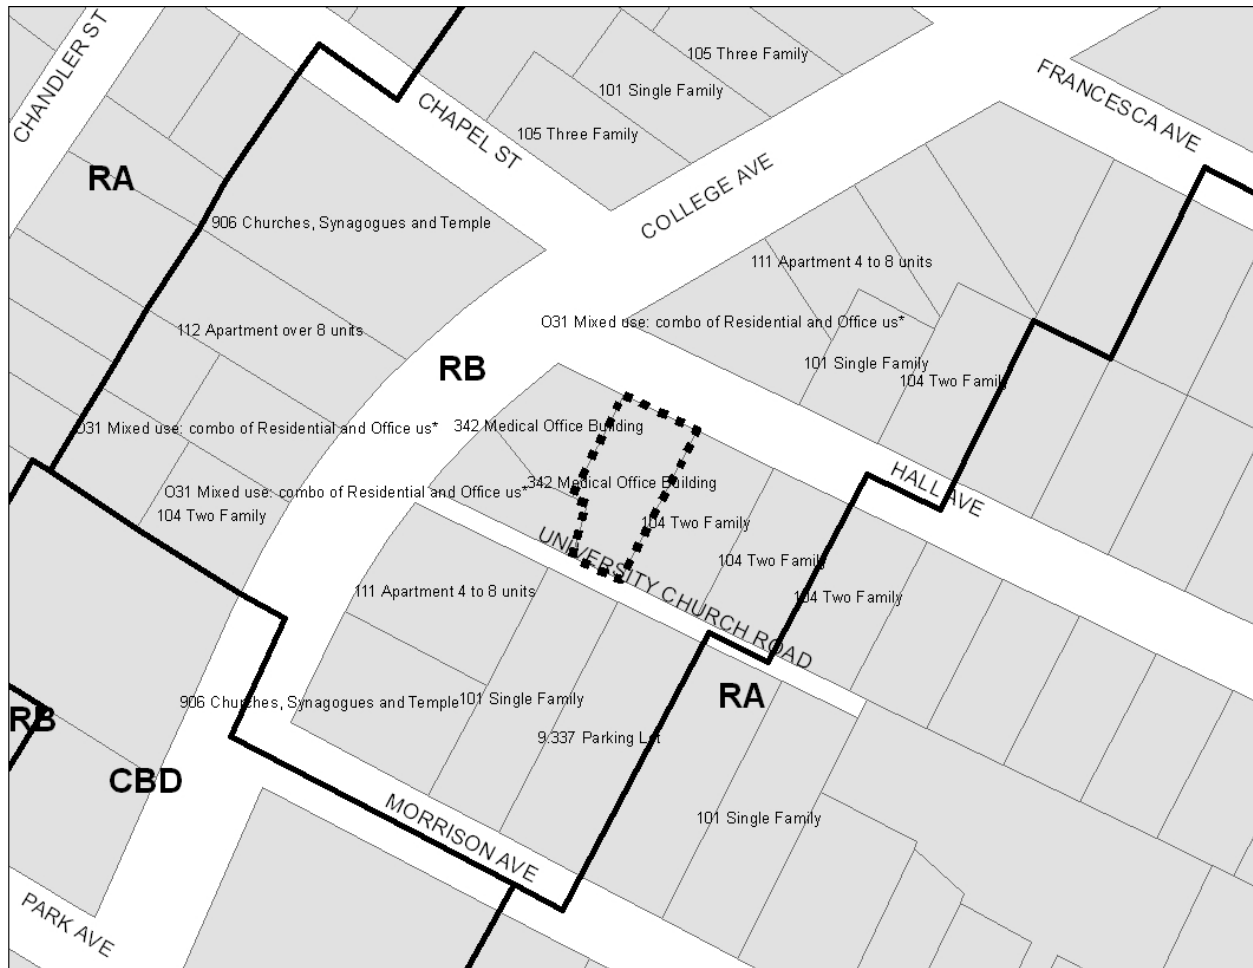 CHANDLER ST
105 Three Family
101 Single Family
FRANCESCA AVE
CHAPEL ST
105 Three Family
RA
COLLEGE AVE
906 Churches, Synagogues and Temple
111 Apartment 4 to 8 units
O31 Mixed use: combo of Residential and Office us*
112 Apartment over 8 units
RB
101 Single Family
104 Two Family
O31 Mixed use: combo of Residential and Office us*
342 Medical Office Building
HALL AVE
342 Medical Office Building
O31 Mixed use: combo of Residential and Office us*
104 Two Family
104 Two Family
UNIVERSITY CHURCH ROAD
104 Two Family
111 Apartment 4 to 8 units
104 Two Family
RA
906 Churches, Synagogues and Temple
101 Single Family
RB
9.337 Parking Lot
CBD
MORRISON AVE
101 Single Family
PARK AVE